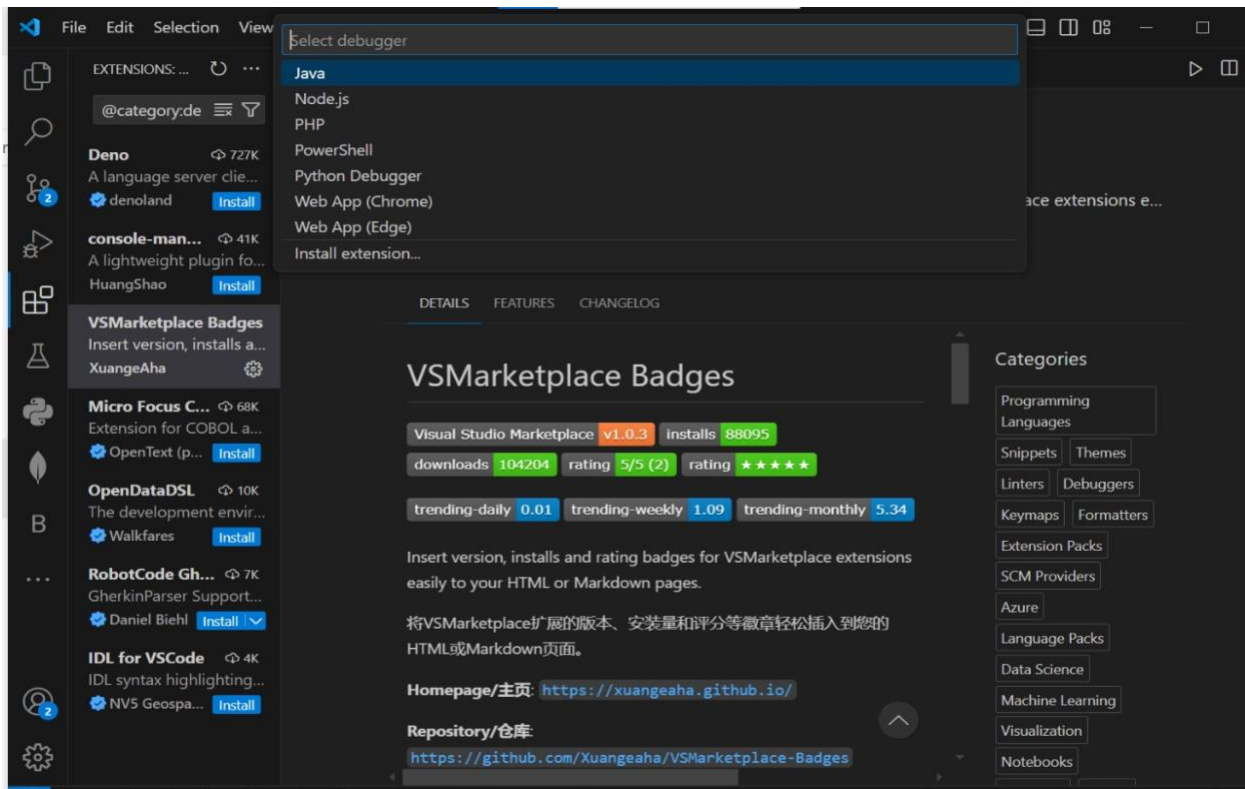 File Edit Selection View
Select debugger
Java
Node.js
PHP
PowerShell
Python Debugger
Web App (Chrome)
Web App (Edge)
Install extension...
EXTENSIONS: ...
@category:de
Deno 727K
A language server clie...
denoland Install
console-man... 41K
A lightweight plugin fo...
HuangShao Install
VSMarketplace Badges
Insert version, installs a...
XuangeAha
Micro Focus C... 68K
Extension for COBOL a...
OpenText (p... Install
OpenDataDSL 10K
The development envir...
Walkfares Install
RobotCode Gh... 7K
GherkinParser Support...
Daniel Biehl Install
IDL for VSCode 4K
IDL syntax highlighting...
NV5 Geospa... Install
2
B
2
ace extensions e...
DETAILS FEATURES CHANGELOG
VSMarketplace Badges
Visual Studio Marketplace v1.0.3 installs 88095
downloads 104204 rating 5/5 (2) rating ★★★★★
trending-daily 0.01 trending-weekly 1.09 trending-monthly 5.34
Insert version, installs and rating badges for VSMarketplace extensions
easily to your HTML or Markdown pages.
将VSMarketplace扩展的版本、安装量和评分等徽章轻松插入到您的
HTML或Markdown页面。
Homepage/主页: https://xuangeaha.github.io/
Repository/仓库:
https://github.com/Xuangeaha/VSMarketplace-Badges
Categories
Programming
Languages
Snippets Themes
Linters Debuggers
Keymaps Formatters
Extension Packs
SCM Providers
Azure
Language Packs
Data Science
Machine Learning
Visualization
Notebooks